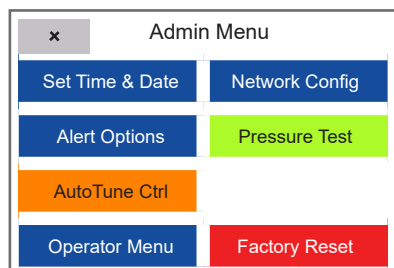 × Admin Menu
Set Time & Date Network Config
Alert Options Pressure Test
AutoTune Ctrl
Operator Menu Factory Reset